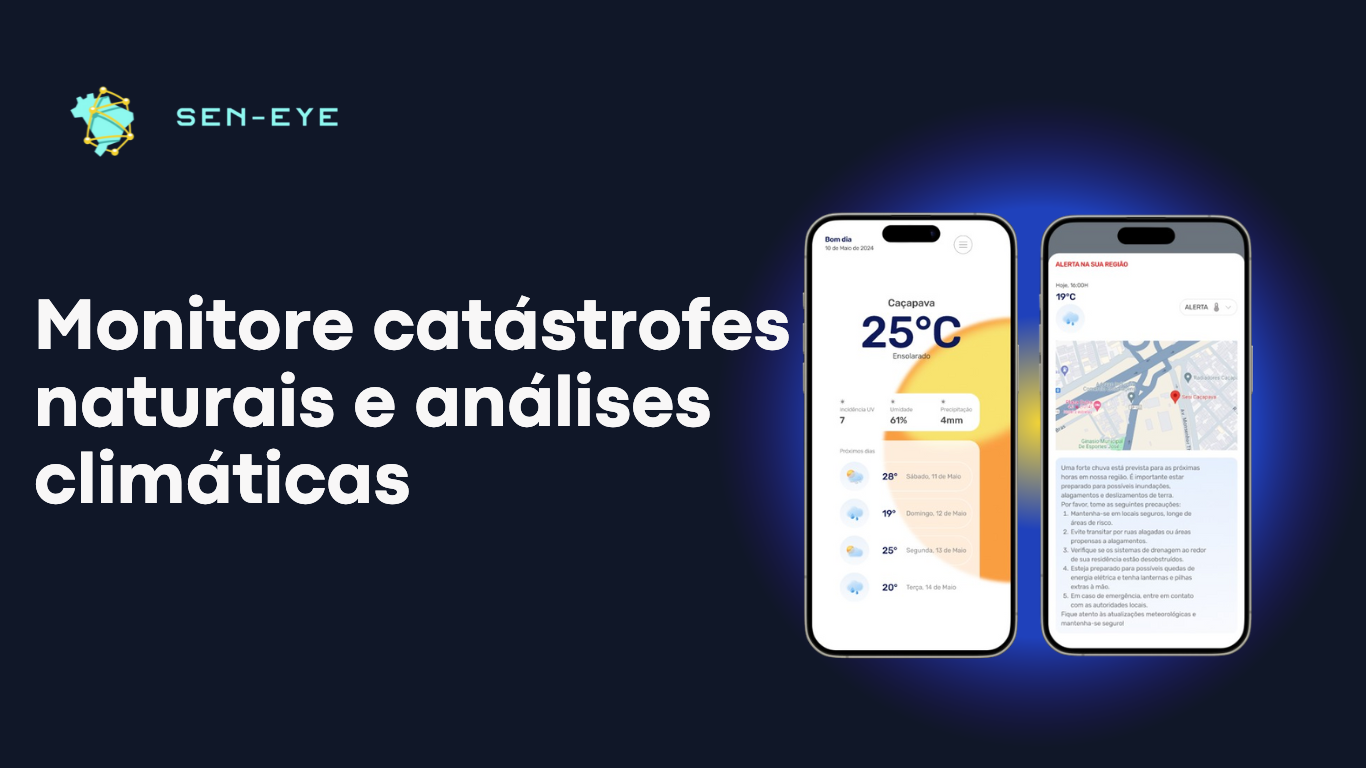 SEN-EYE
Monitore catástrofes
naturais e análises
climáticas
Bom dia
10 de Maio de 2024
Caçapava
25°C
Ensolarado
Incidência UV
7
Umidade
61%
Precipitação
4mm
Próximos dias
28° Sábado, 11 de Maio
19° Domingo, 12 de Maio
25° Segunda, 13 de Maio
20° Terça, 14 de Maio
ALERTA NA SUA REGIÃO
Hoje, 16:00H
19°C
ALERTA
Sesi Caçapava
Ginásio Municipal
De Esportes José
Uma forte chuva está prevista para as próximas
horas em nossa região. É importante estar
preparado para possíveis inundações,
alagamentos e deslizamentos de terra.
Por favor, tome as seguintes precauções:
1. Mantenha-se em locais seguros, longe de
áreas de risco.
2. Evite transitar por ruas alagadas ou áreas
propensas a alagamentos.
3. Verifique se os sistemas de drenagem ao redor
de sua residência estão desobstruídos.
4. Esteja preparado para possíveis quedas de
energia elétrica e tenha lanternas e pilhas
extras à mão.
5. Em caso de emergência, entre em contato
com as autoridades locais.
Fique atento às atualizações meteorológicas e
mantenha-se seguro!